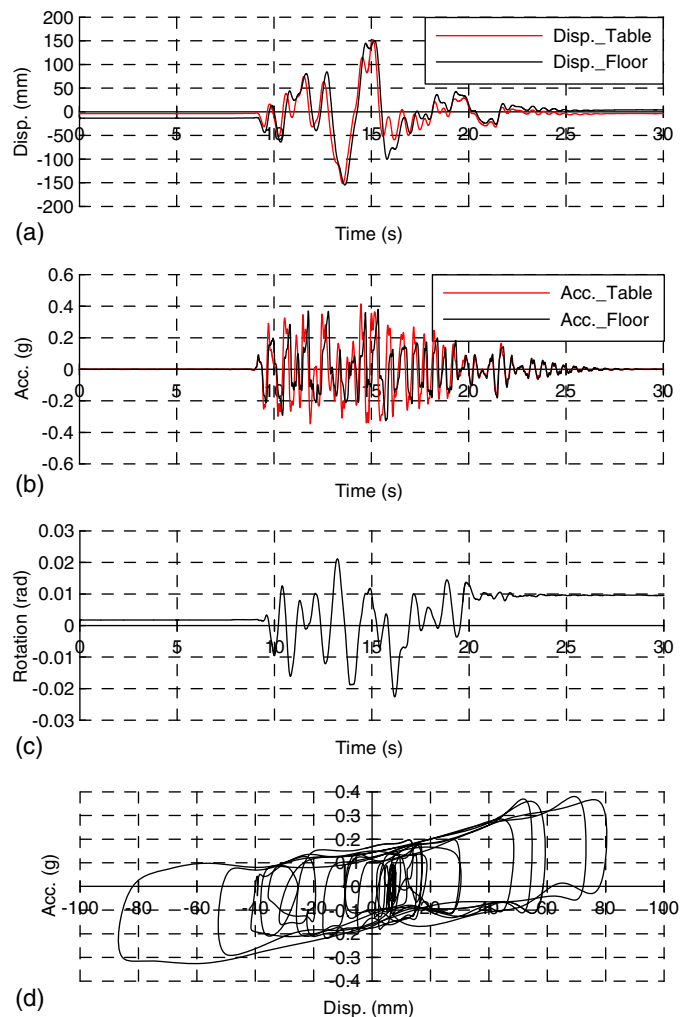 200
150
100
50
0
-50
-100
-150
-200
Disp. (mm)
Disp._Table
Disp._Floor
0 5 10 15 20 25 30
Time (s)
(a)
0.6
0.4
0.2
0
-0.2
-0.4
-0.6
Acc. (g)
Acc._Table
Acc._Floor
0 5 10 15 20 25 30
Time (s)
(b)
0.03
0.02
0.01
0
-0.01
-0.02
-0.03
Rotation (rad)
0 5 10 15 20 25 30
Time (s)
(c)
0.4
0.3
0.2
0.1
0
-0.1
-0.2
-0.3
-0.4
Acc. (g)
-100 -80 -60 -40 -20 0 20 40 60 80 100
Disp. (mm)
(d)